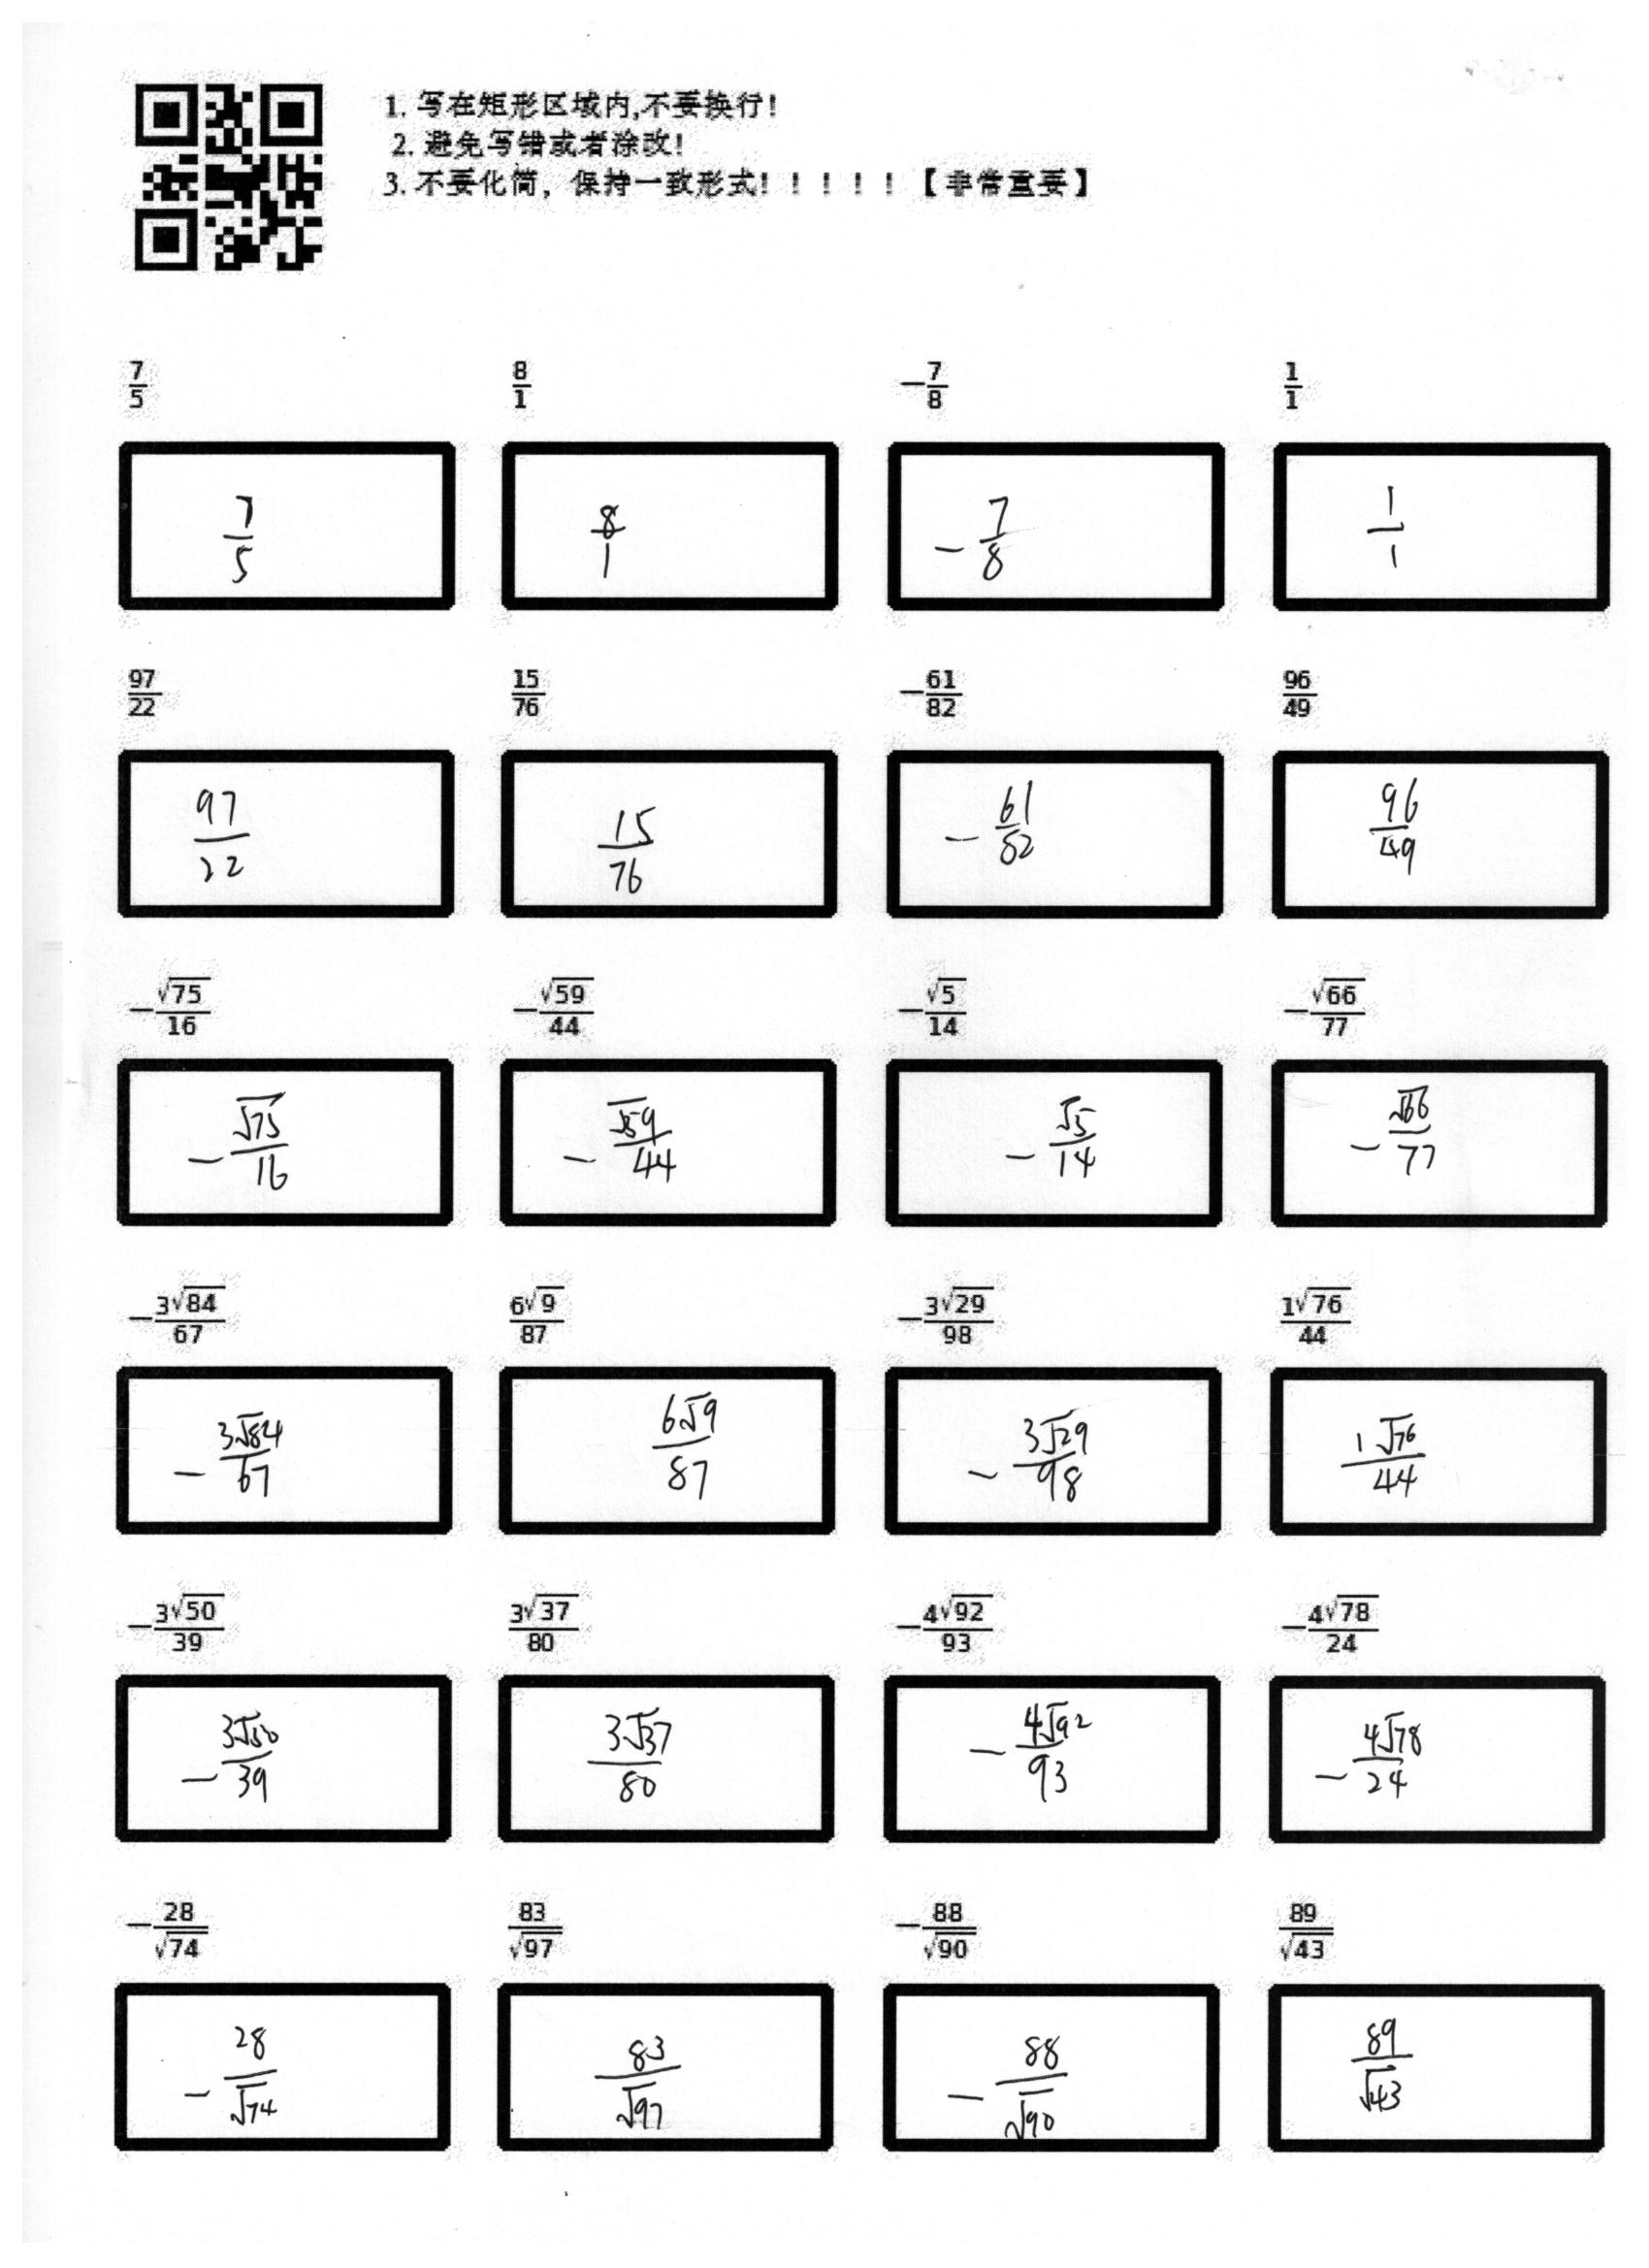 1. 写在矩形区域内,不要换行!
2. 避免写错或者涂改!
3. 不要化简，保持一致形式！！！！！【非常重要】
$\frac{7}{5}$ $\frac{8}{1}$ $-\frac{7}{8}$ $\frac{1}{1}$
$\frac{7}{5}$ $\frac{8}{1}$ $-\frac{7}{8}$ $\frac{1}{1}$
$\frac{97}{22}$ $\frac{15}{76}$ $-\frac{61}{82}$ $\frac{96}{49}$
$\frac{97}{22}$ $\frac{15}{76}$ $-\frac{61}{82}$ $\frac{96}{49}$
$-\frac{\sqrt{75}}{16}$ $-\frac{\sqrt{59}}{44}$ $-\frac{\sqrt{5}}{14}$ $-\frac{\sqrt{66}}{77}$
$-\frac{\sqrt{75}}{16}$ $-\frac{\sqrt{59}}{44}$ $-\frac{\sqrt{5}}{14}$ $-\frac{\sqrt{66}}{77}$
$-\frac{3\sqrt{84}}{67}$ $\frac{6\sqrt{9}}{87}$ $-\frac{3\sqrt{29}}{98}$ $\frac{1\sqrt{76}}{44}$
$-\frac{3\sqrt{84}}{67}$ $\frac{6\sqrt{9}}{87}$ $-\frac{3\sqrt{29}}{98}$ $\frac{1\sqrt{76}}{44}$
$-\frac{3\sqrt{50}}{39}$ $\frac{3\sqrt{37}}{80}$ $-\frac{4\sqrt{92}}{93}$ $-\frac{4\sqrt{78}}{24}$
$-\frac{3\sqrt{50}}{39}$ $\frac{3\sqrt{37}}{80}$ $-\frac{4\sqrt{92}}{93}$ $-\frac{4\sqrt{78}}{24}$
$-\frac{28}{\sqrt{74}}$ $\frac{83}{\sqrt{97}}$ $-\frac{88}{\sqrt{90}}$ $\frac{89}{\sqrt{43}}$
$-\frac{28}{\sqrt{74}}$ $\frac{83}{\sqrt{97}}$ $-\frac{88}{\sqrt{90}}$ $\frac{89}{\sqrt{43}}$